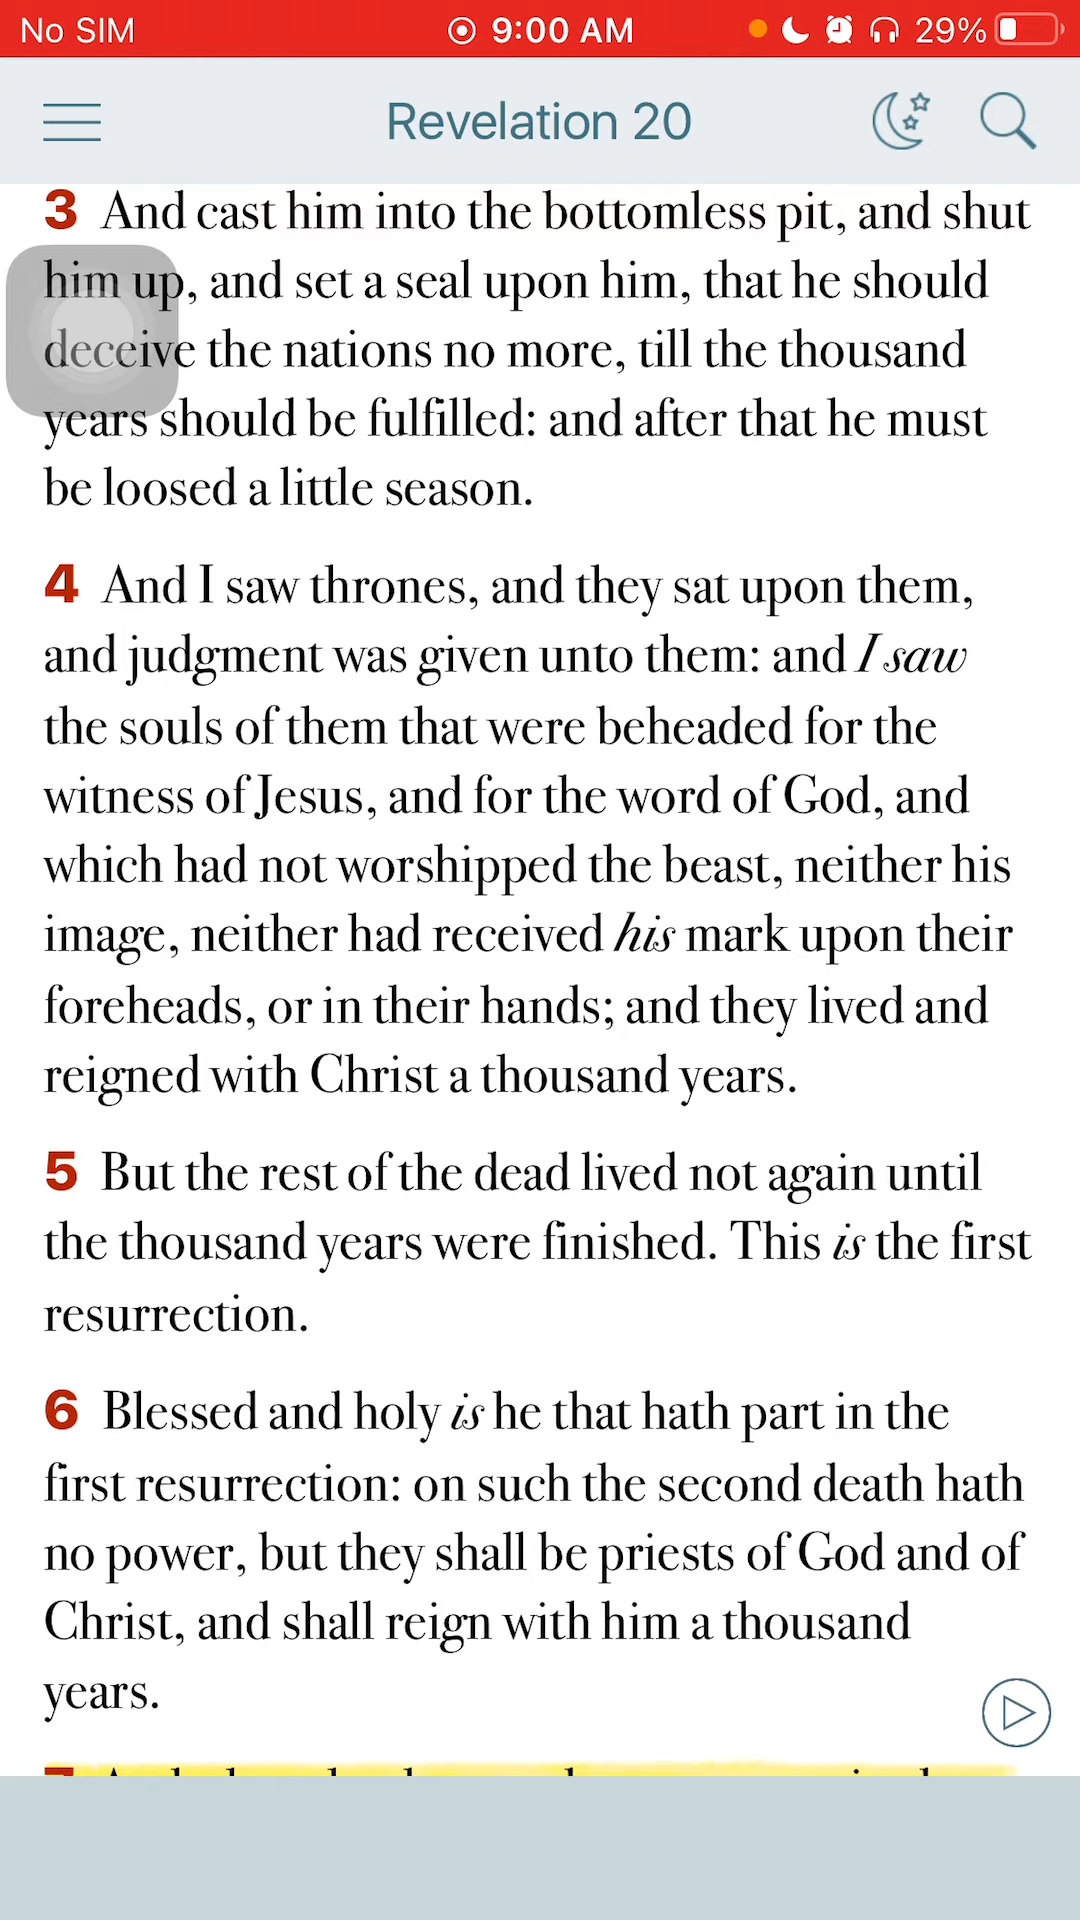 No SIM
9:00 AM
29%
Revelation 20
3 And cast him into the bottomless pit, and shut
him up, and set a seal upon him, that he should
deceive the nations no more, till the thousand
years should be fulfilled: and after that he must
be loosed a little season.
4 And I saw thrones, and they sat upon them,
and judgment was given unto them: and I saw
the souls of them that were beheaded for the
witness of Jesus, and for the word of God, and
which had not worshipped the beast, neither his
image, neither had received his mark upon their
foreheads, or in their hands; and they lived and
reigned with Christ a thousand years.
5 But the rest of the dead lived not again until
the thousand years were finished. This is the first
resurrection.
6 Blessed and holy is he that hath part in the
first resurrection: on such the second death hath
no power, but they shall be priests of God and of
Christ, and shall reign with him a thousand
years.